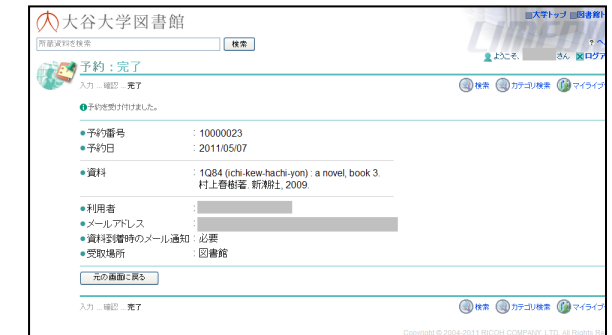 大谷大学図書館
大学トップ 図書館ト
所蔵資料を検索 検索
? ヘ
ようこそ、 さん ログア
予約：完了
入力 ... 確認 ... 完了
検索 カテゴリ検索 マイライブ
予約を受け付けました。
予約番号 : 10000023
予約日 : 2011/05/07
資料 : 1Q84 (ichi-kew-hachi-yon) : a novel, book 3.
村上春樹著. 新潮社, 2009.
利用者 :
メールアドレス :
資料到着時のメール通知 : 必要
受取場所 : 図書館
元の画面に戻る
入力 ... 確認 ... 完了
検索 カテゴリ検索 マイライブ
Copyright © 2004-2011 RICOH COMPANY, LTD. All Rights Re